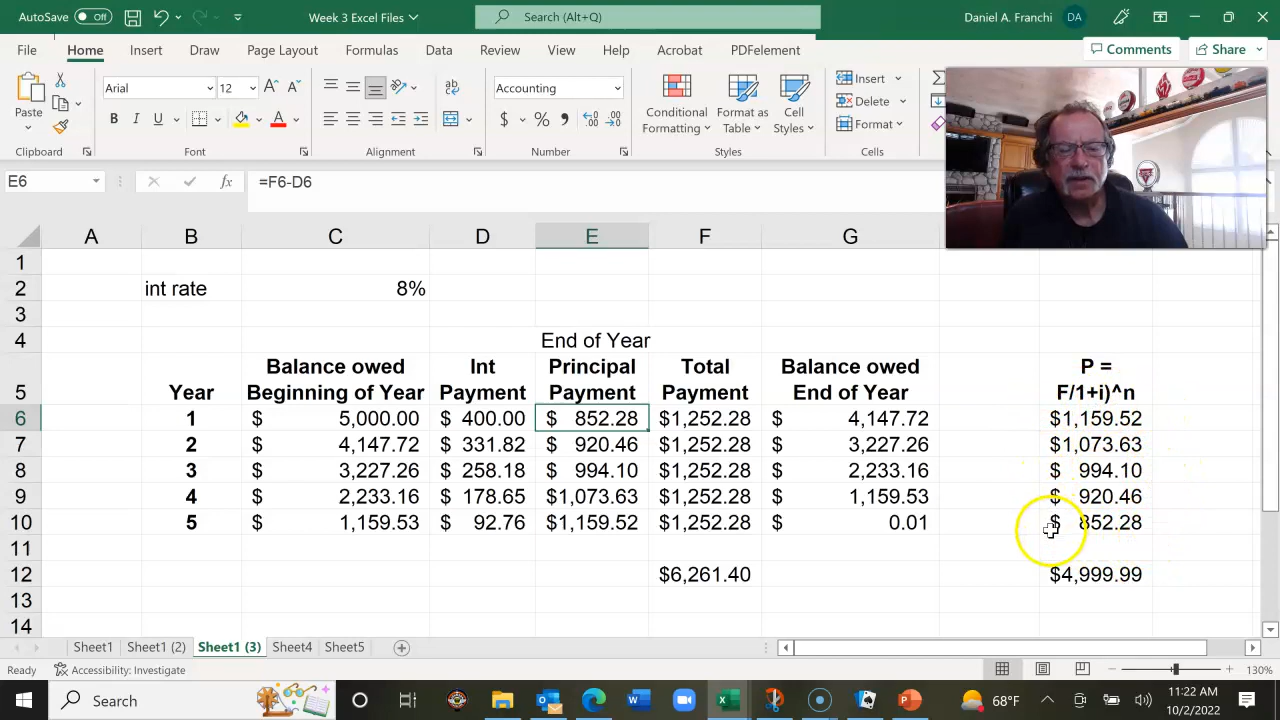 AutoSave Off Week 3 Excel Files Search (Alt+Q) Daniel A. Franchi DA
File Home Insert Draw Page Layout Formulas Data Review View Help Acrobat PDFelement Comments Share
Paste Arial 12 Accounting Conditional Formatting Format as Table Cell Styles Insert
Delete
B I U $ % Format
Clipboard Font Alignment Number Styles Cells
E6 fx =F6-D6
A B C D E F G
1
2 int rate 8%
3
4 End of Year
Balance owed Int Principal Total Balance owed P =
5 Year Beginning of Year Payment Payment Payment End of Year F/1+i)^n
6 1 $ 5,000.00 $ 400.00 $ 852.28 $1,252.28 $ 4,147.72 $1,159.52
7 2 $ 4,147.72 $ 331.82 $ 920.46 $1,252.28 $ 3,227.26 $1,073.63
8 3 $ 3,227.26 $ 258.18 $ 994.10 $1,252.28 $ 2,233.16 $ 994.10
9 4 $ 2,233.16 $ 178.65 $1,073.63 $1,252.28 $ 1,159.53 $ 920.46
10 5 $ 1,159.53 $ 92.76 $1,159.52 $1,252.28 $ 0.01 $ 852.28
11
12 $6,261.40 $4,999.99
13
14
Sheet1 Sheet1 (2) Sheet1 (3) Sheet4 Sheet5
Ready Accessibility: Investigate 130%
Search 68°F 11:22 AM
10/2/2022